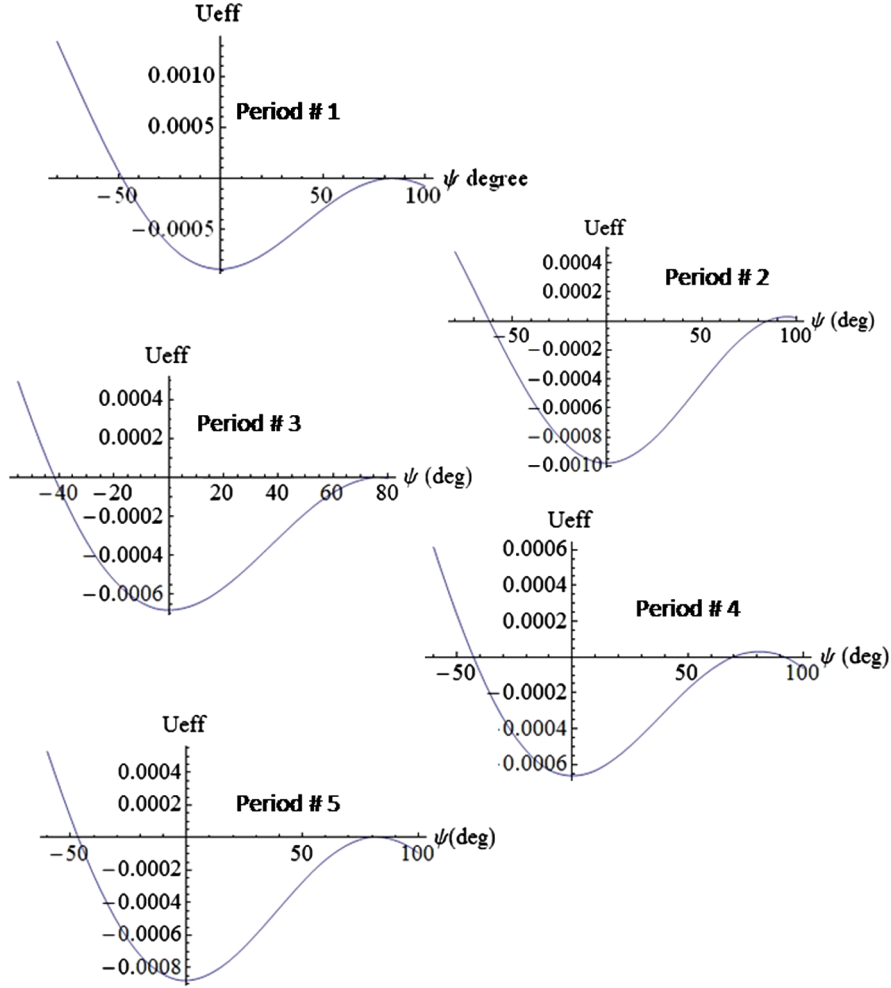 Ueff
0.0010
Period # 1
0.0005
ψ degree
−50 50 100
−0.0005
Ueff
0.0004
Period # 2
0.0002
ψ (deg)
−50 50 100
−0.0002
−0.0004
−0.0006
−0.0008
−0.0010
Ueff
0.0004
Period # 3
0.0002
ψ (deg)
−40 −20 20 40 60 80
−0.0002
−0.0004
−0.0006
Ueff
0.0006
0.0004
Period # 4
0.0002
ψ (deg)
−50 50 100
−0.0002
-0.0004
-0.0006
Ueff
0.0004
Period # 5
0.0002
ψ(deg)
−50 50 100
−0.0002
−0.0004
−0.0006
−0.0008